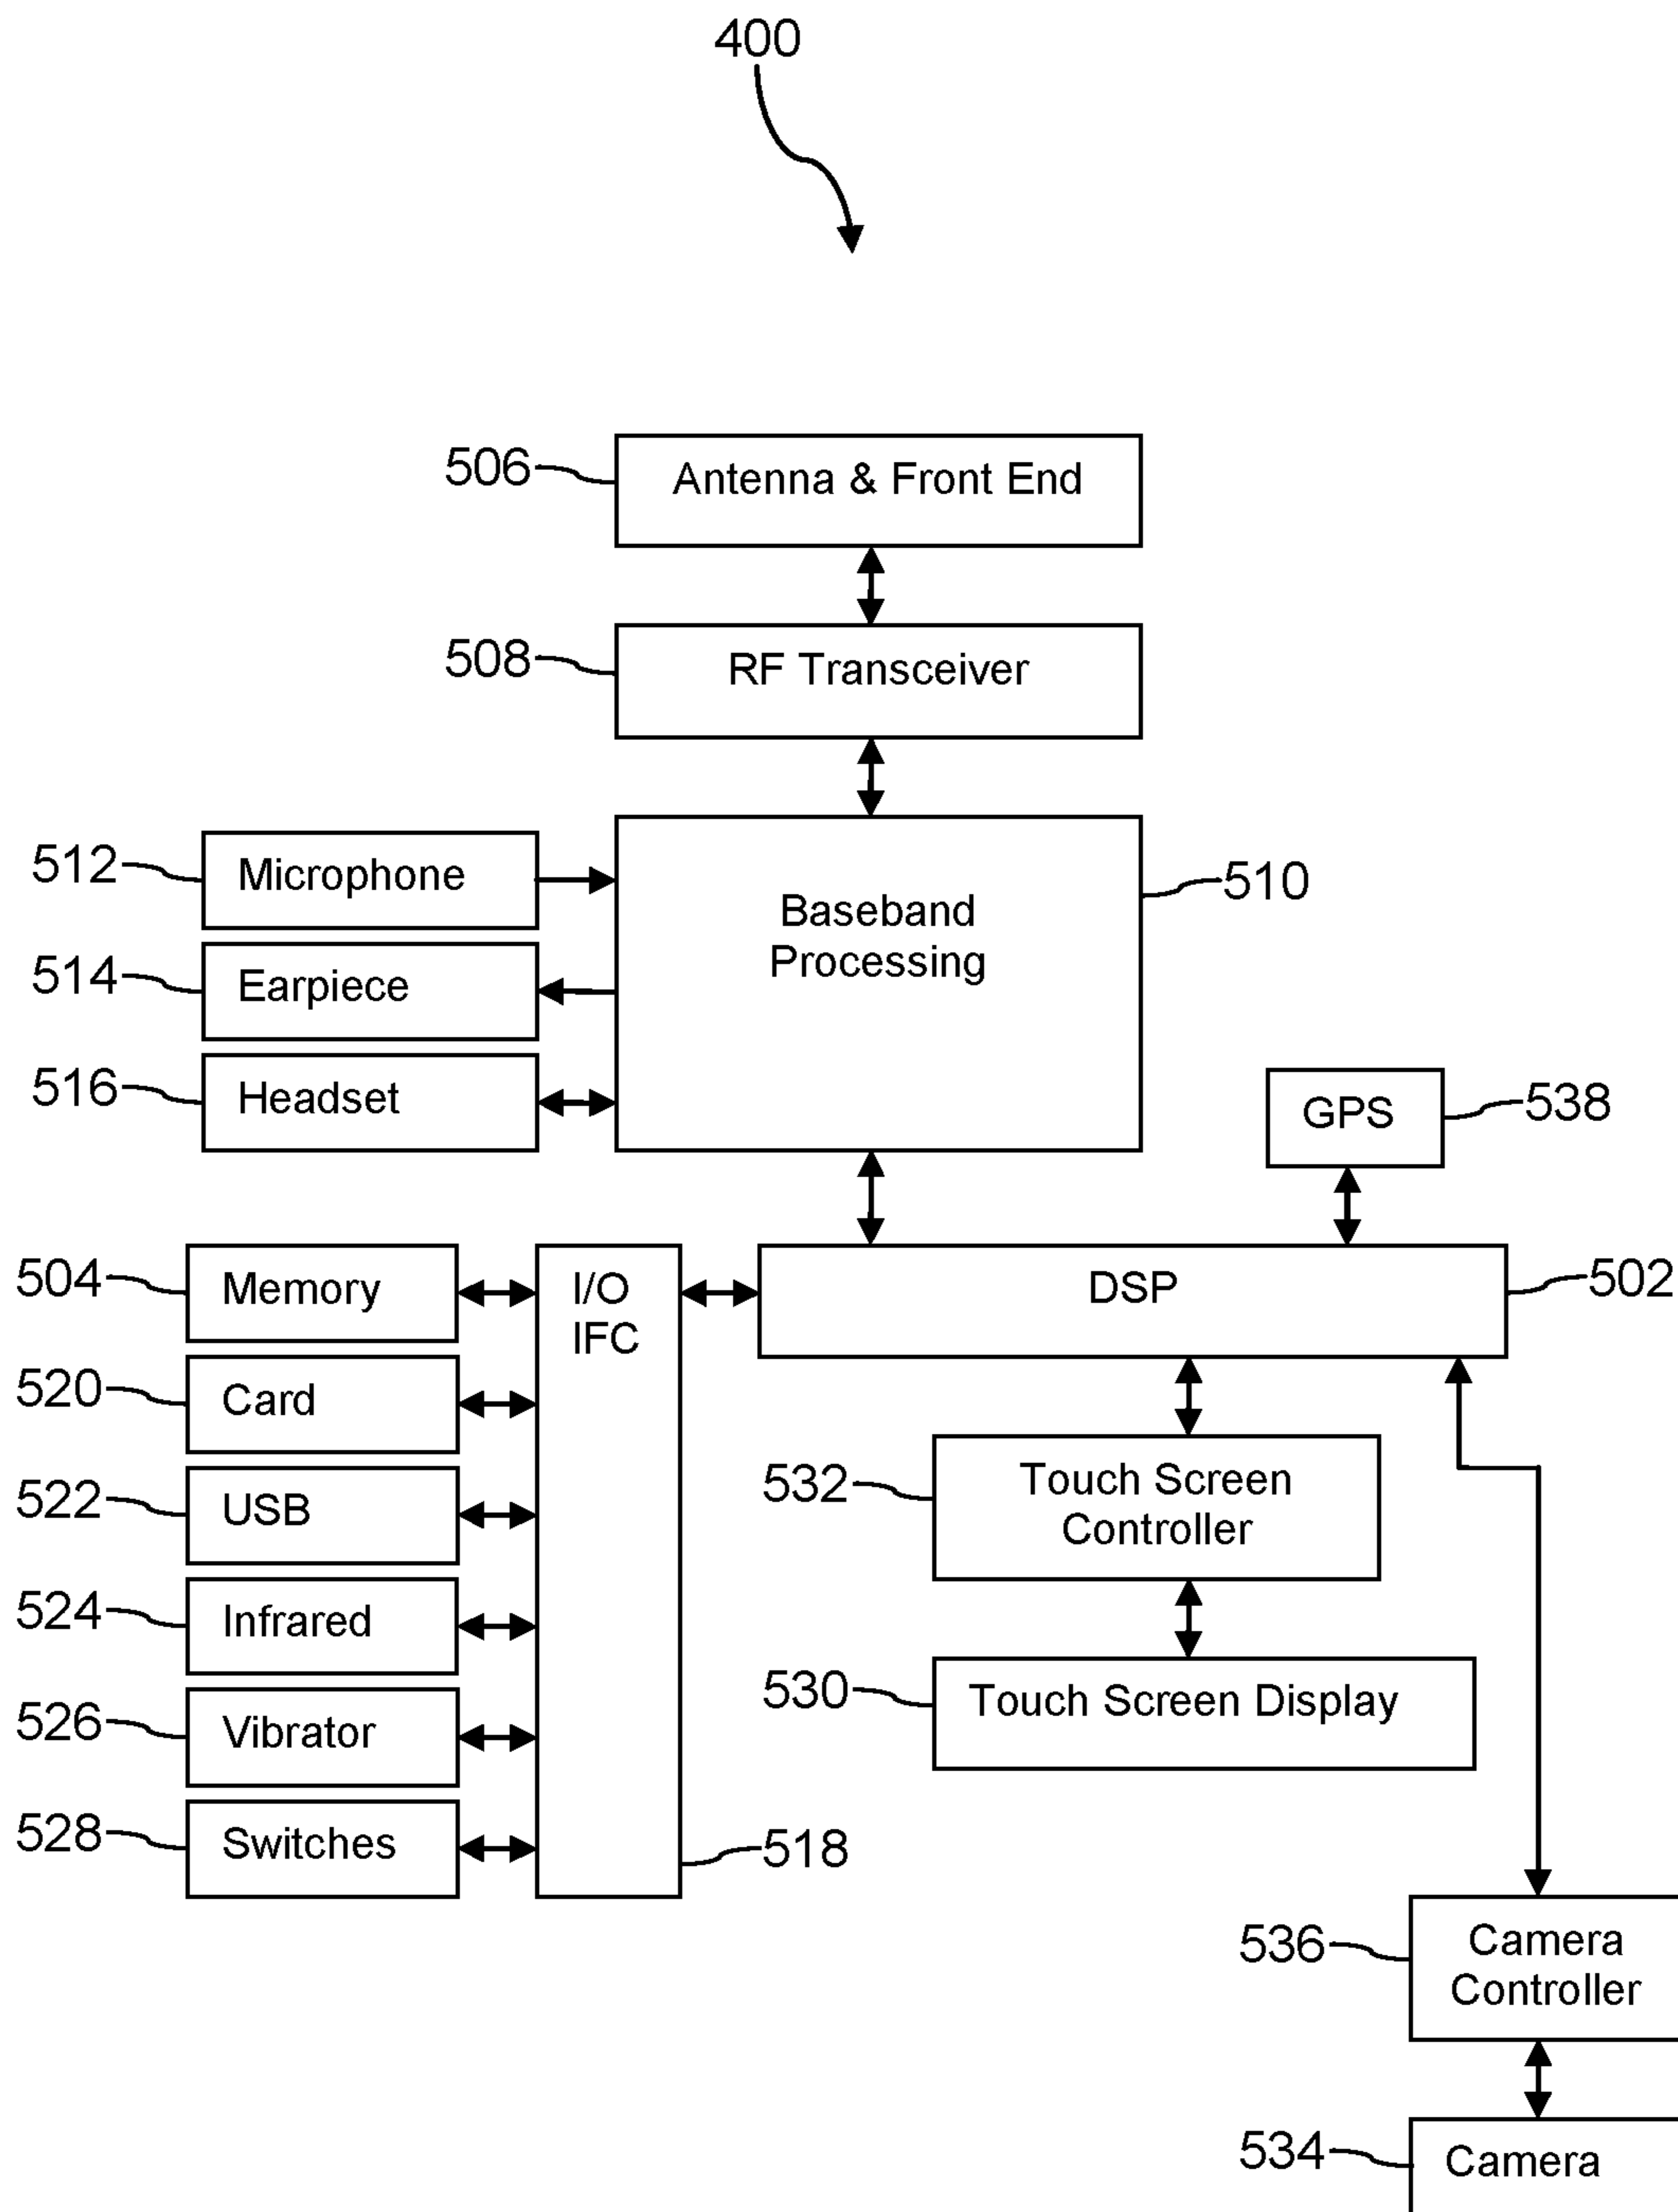 400
506 Antenna & Front End
508 RF Transceiver
512 Microphone
Baseband
Processing
510
514 Earpiece
516 Headset
GPS 538
504 Memory
I/O
IFC
DSP 502
520 Card
522 USB
532 Touch Screen
Controller
524 Infrared
530 Touch Screen Display
526 Vibrator
528 Switches
518
536 Camera
Controller
534 Camera